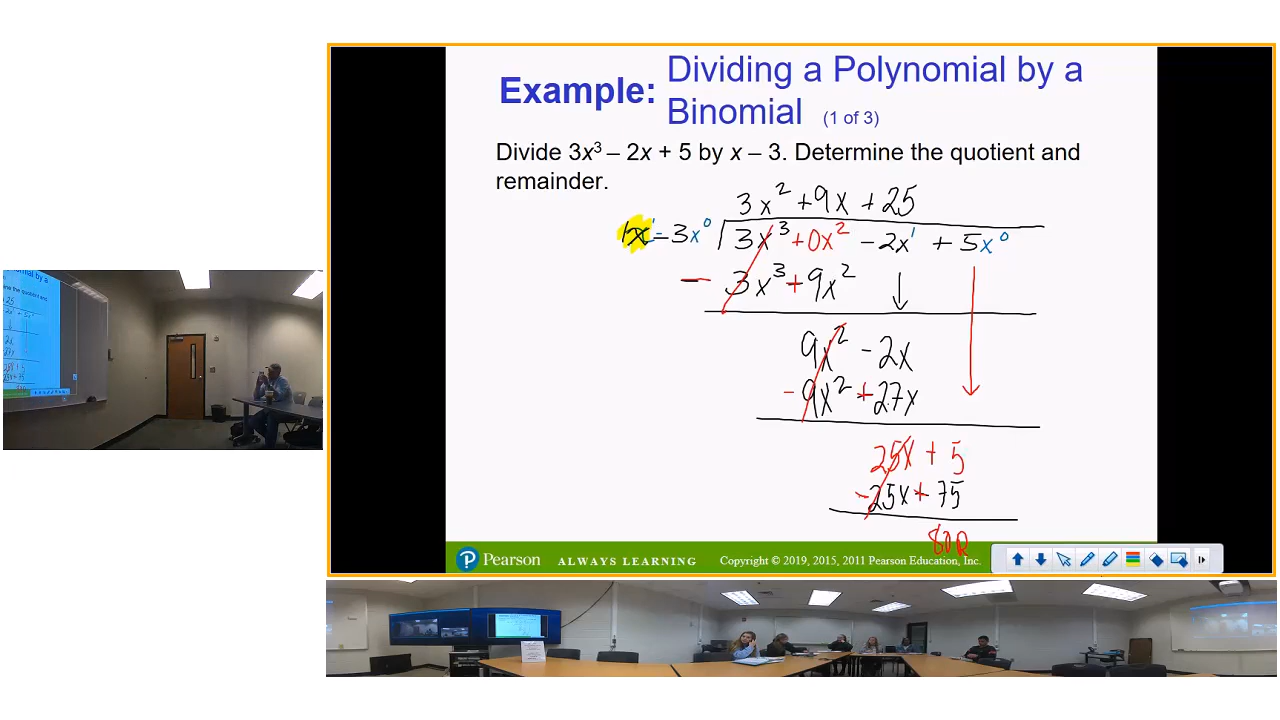 Example: Dividing a Polynomial by a
Binomial (1 of 3)
Divide 3x³ – 2x + 5 by x – 3. Determine the quotient and
remainder.
3x² + 9x + 25
1x¹ – 3x⁰ 3x³ + 0x² – 2x¹ + 5x⁰
– 3x³ + 9x²
9x² – 2x
– 9x² + 27x
25x + 5
– 25x + 75
80R
Pearson ALWAYS LEARNING Copyright © 2019, 2015, 2011 Pearson Education, Inc.